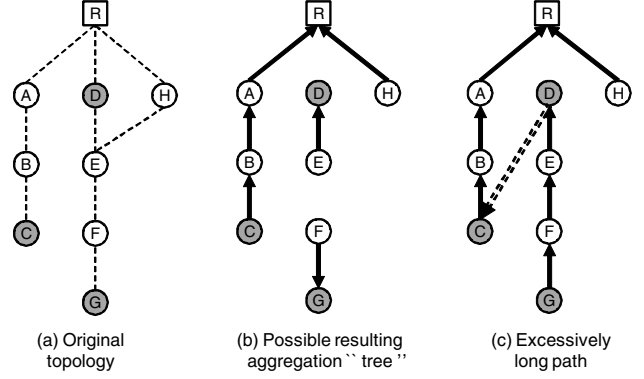 R R R
A D H A D H A D H
B E B E B E
C F C F C F
G G G
(a) Original (b) Possible resulting (c) Excessively
topology aggregation `` tree '' long path